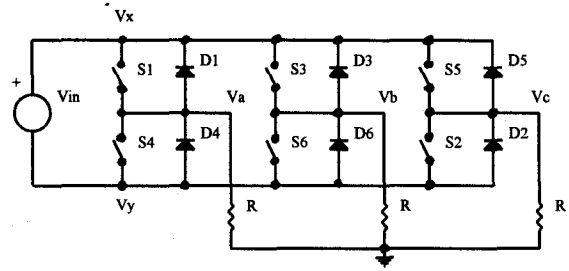 Vx
S1 D1 S3 D3 S5 D5
+ Vin Va Vb Vc
S4 D4 S6 D6 S2 D2
Vy R R R